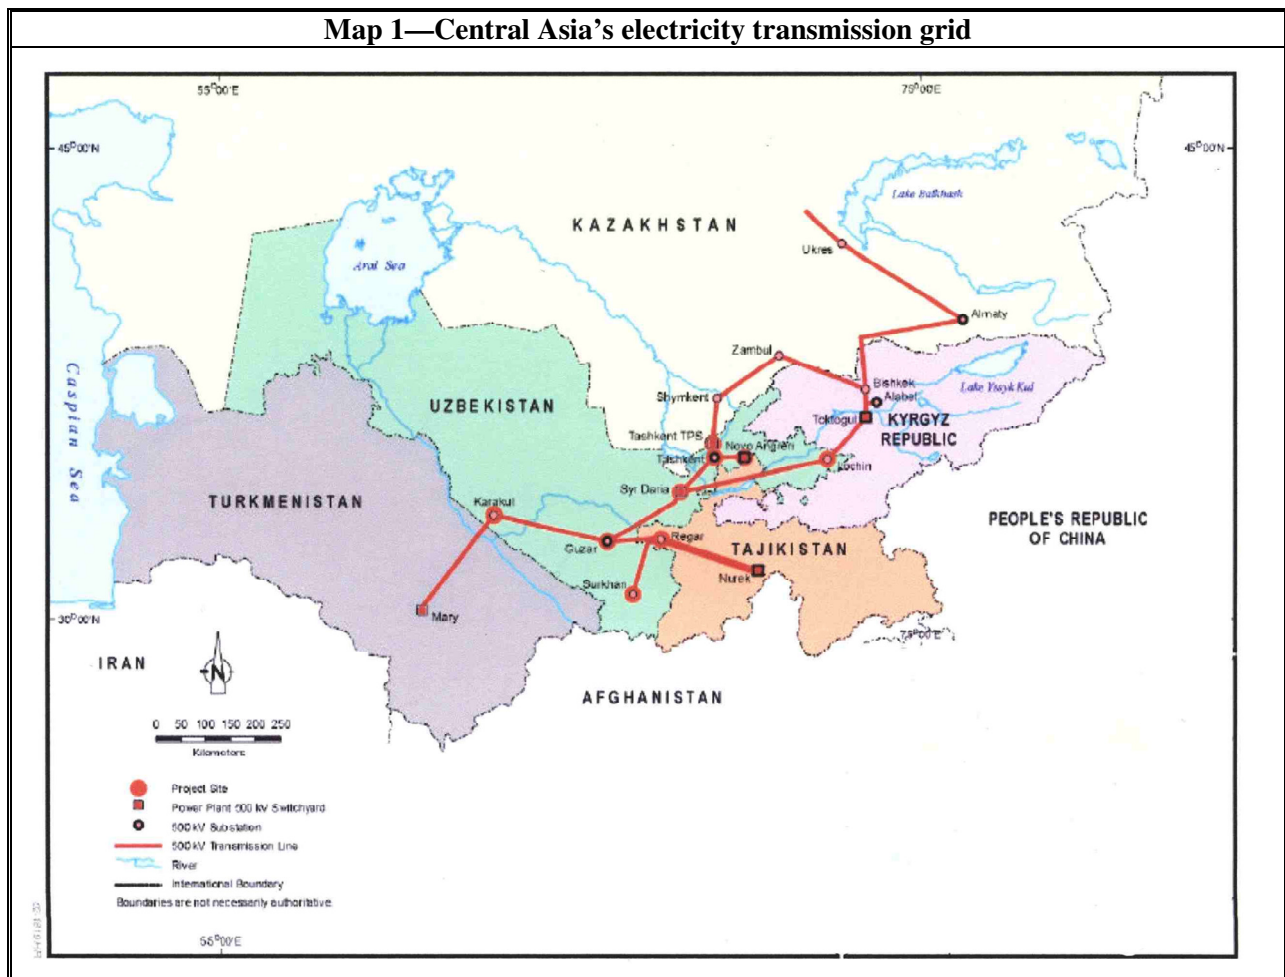 Map 1—Central Asia's electricity transmission grid
55°00'E
75°00'E
45°00'N
45°00'N
Lake Balkhash
KAZAKHSTAN
Ukres
Aral Sea
Almaty
Zambul
Caspian Sea
Bishkek
Lake Yssyk Kul
Shymkent
Alabel
UZBEKISTAN
Toktogul
KYRGYZ
REPUBLIC
Tashkent TPS
Novo Angren
Tashkent
Lochin
Syr Daria
TURKMENISTAN
Karakul
PEOPLE'S REPUBLIC
OF CHINA
Regar
Guzar
TAJIKISTAN
Nurek
Surkhan
Mary
30°00'N
75°00'E
IRAN
N
AFGHANISTAN
0 50 100 150 200 250
Kilometers
Project Site
Power Plant 500 kV Switchyard
500 kV Substation
500 kV Transmission Line
River
International Boundary
Boundaries are not necessarily authoritative.
55°00'E